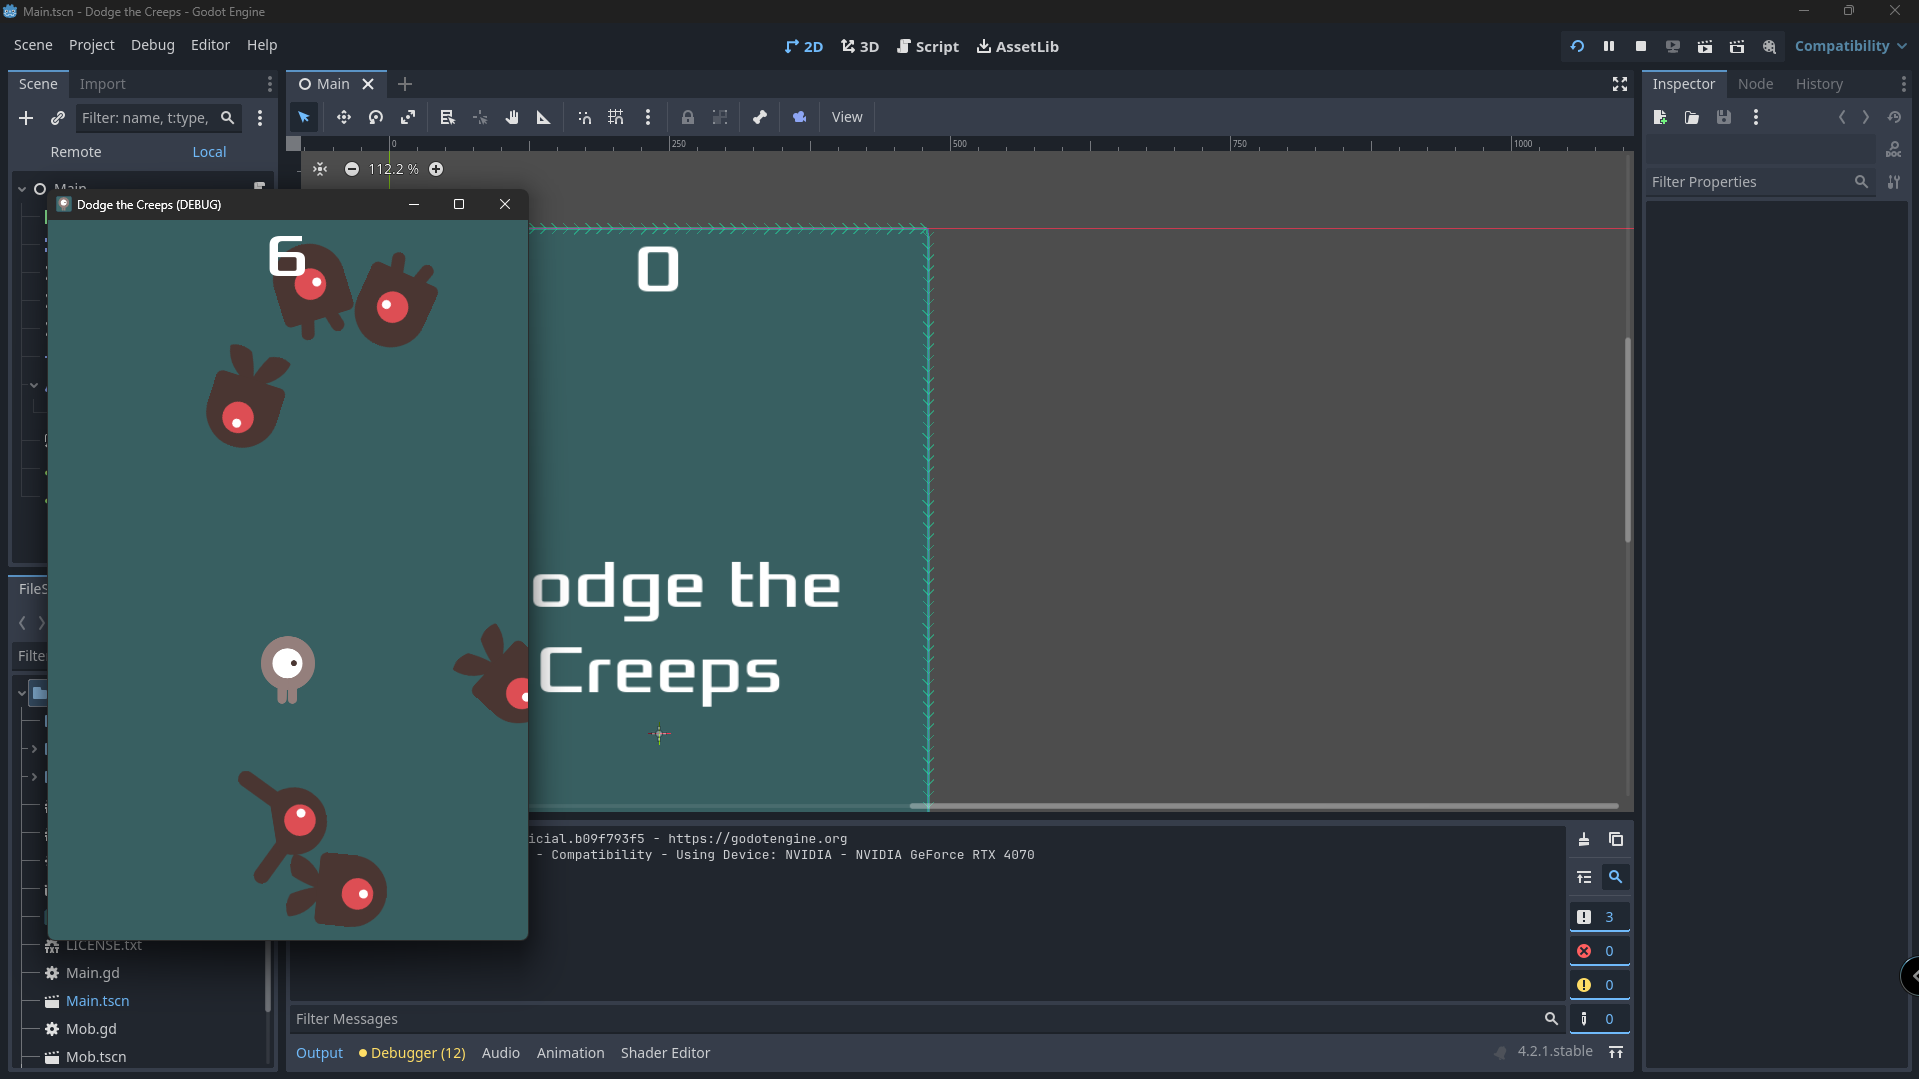 Main.tscn - Dodge the Creeps - Godot Engine
Scene Project Debug Editor Help
2D 3D Script AssetLib
Compatibility
Scene Import
Main
Inspector Node History
Filter: name, t:type,
View
Remote Local
0 250 500 750 1000
112.2 %
DOC
Filter Properties
Main
Dodge the Creeps (DEBUG)
6
0
odge the
Creeps
FileS
Filte
icial.b09f793f5 - https://godotengine.org
- Compatibility - Using Device: NVIDIA - NVIDIA GeForce RTX 4070
3
0
0
0
LICENSE.txt
Main.gd
Main.tscn
Mob.gd
Mob.tscn
Filter Messages
Output Debugger (12) Audio Animation Shader Editor
4.2.1.stable